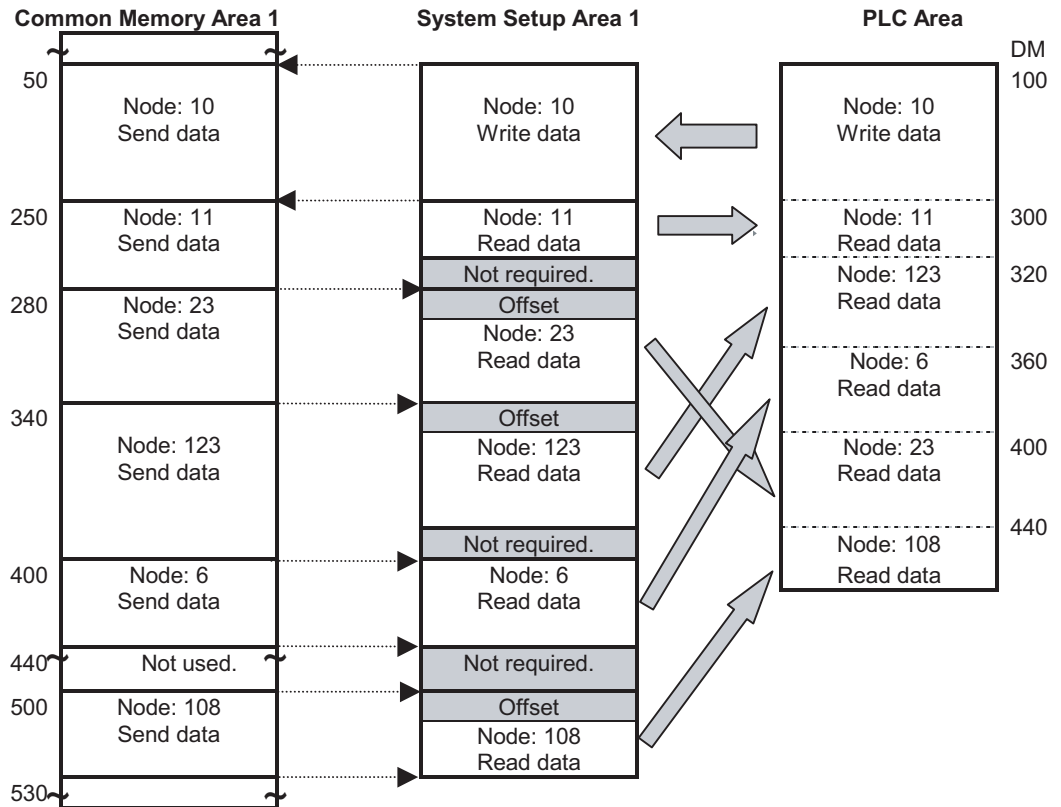 Common Memory Area 1
System Setup Area 1
PLC Area
DM
50
Node: 10
Send data
Node: 10
Write data
Node: 10
Write data
100
250
Node: 11
Send data
Node: 11
Read data
Node: 11
Read data
300
Not required.
Node: 123
Read data
320
280
Node: 23
Send data
Offset
Node: 23
Read data
Node: 6
Read data
360
340
Node: 123
Send data
Offset
Node: 123
Read data
Node: 23
Read data
400
Not required.
440
Node: 108
Read data
400
Node: 6
Send data
Node: 6
Read data
440
Not used.
Not required.
500
Node: 108
Send data
Offset
Node: 108
Read data
530